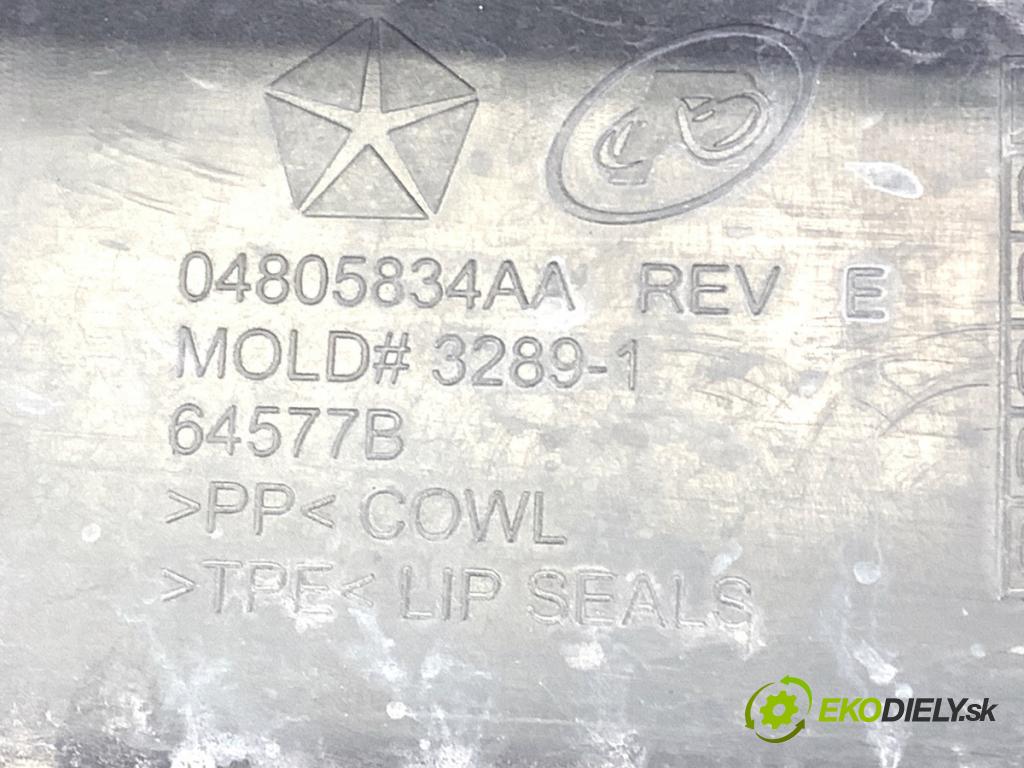 04805834AA REV E
MOLD# 3289-1
64577B
>PP< COWL
>TPE< LIP SEALS
EKODIELY.sk